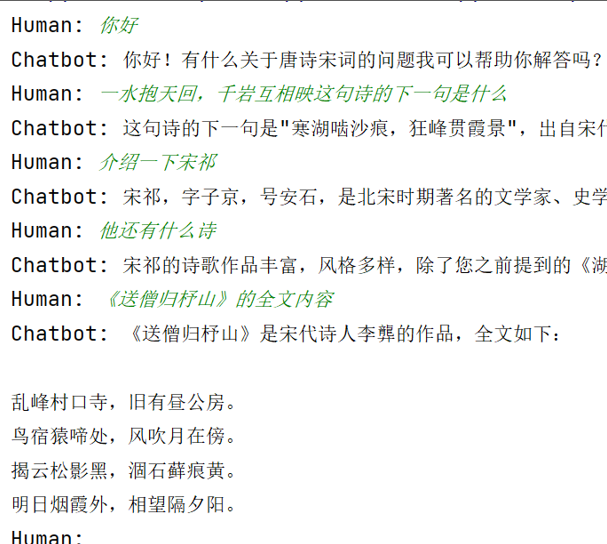 Human: 你好
Chatbot: 你好！有什么关于唐诗宋词的问题我可以帮助你解答吗？
Human: 一水抱天回，千岩互相映这句诗的下一句是什么
Chatbot: 这句诗的下一句是"寒湖啮沙痕，狂峰贯霞景"，出自宋代
Human: 介绍一下宋祁
Chatbot: 宋祁，字子京，号安石，是北宋时期著名的文学家、史学
Human: 他还有什么诗
Chatbot: 宋祁的诗歌作品丰富，风格多样，除了您之前提到的《湖
Human: 《送僧归杼山》的全文内容
Chatbot: 《送僧归杼山》是宋代诗人李龏的作品，全文如下：
乱峰村口寺，旧有昼公房。
鸟宿猿啼处，风吹月在傍。
揭云松影黑，涸石藓痕黄。
明日烟霞外，相望隔夕阳。
Human: